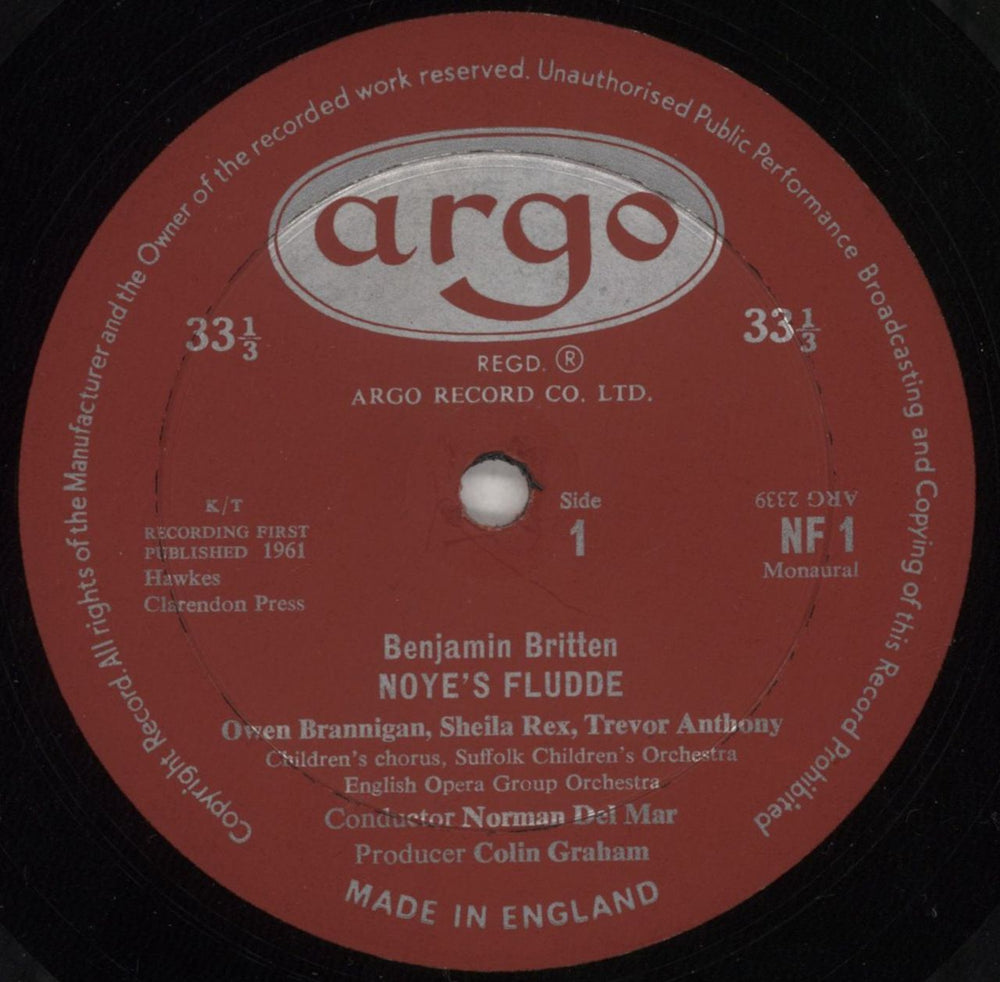 Copyright Record. All rights of the Manufacturer and the Owner of the recorded work reserved. Unauthorised Public Performance Broadcasting and Copying of this Record Prohibited
argo
33⅓
33⅓
REGD. ®
ARGO RECORD CO. LTD.
K/T
RECORDING FIRST
PUBLISHED 1961
Hawkes
Clarendon Press
Side
1
ARG 2339
NF 1
Monaural
Benjamin Britten
NOYE'S FLUDDE
Owen Brannigan, Sheila Rex, Trevor Anthony
Children's chorus, Suffolk Children's Orchestra
English Opera Group Orchestra
Conductor Norman Del Mar
Producer Colin Graham
MADE IN ENGLAND